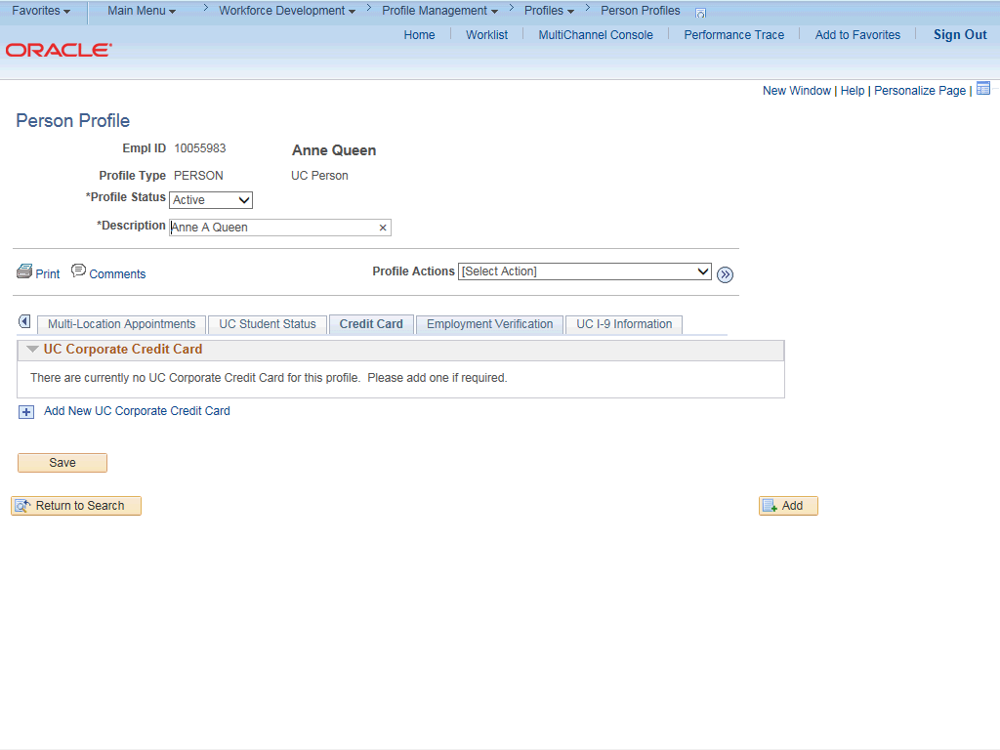 Favorites Main Menu > Workforce Development > Profile Management > Profiles > Person Profiles
Home Worklist MultiChannel Console Performance Trace Add to Favorites Sign Out
ORACLE
New Window | Help | Personalize Page |
Person Profile
Empl ID 10055983 Anne Queen
Profile Type PERSON UC Person
*Profile Status Active
*Description Anne A Queen ×
Print Comments Profile Actions [Select Action]
Multi-Location Appointments UC Student Status Credit Card Employment Verification UC I-9 Information
UC Corporate Credit Card
There are currently no UC Corporate Credit Card for this profile. Please add one if required.
Add New UC Corporate Credit Card
Save
Return to Search Add